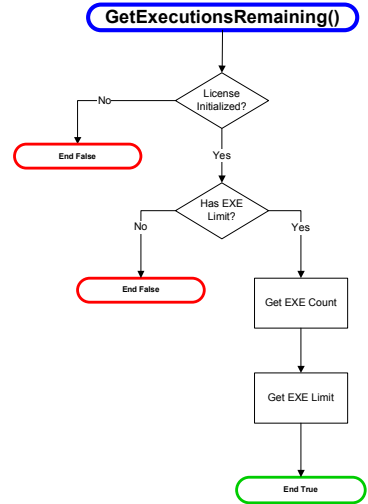 GetExecutionsRemaining()
License
Initialized?
No
End False
Yes
Has EXE
Limit?
No
Yes
End False
Get EXE Count
Get EXE Limit
End True